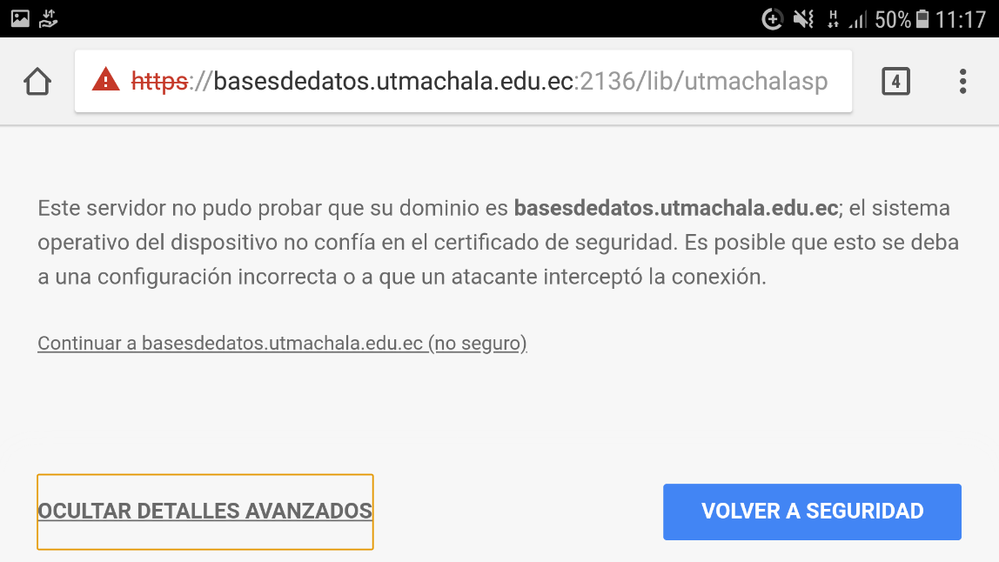 H 50% 11:17
https://basesdedatos.utmachala.edu.ec:2136/lib/utmachalasp 4
Este servidor no pudo probar que su dominio es basesdedatos.utmachala.edu.ec; el sistema
operativo del dispositivo no confía en el certificado de seguridad. Es posible que esto se deba
a una configuración incorrecta o a que un atacante interceptó la conexión.
Continuar a basesdedatos.utmachala.edu.ec (no seguro)
OCULTAR DETALLES AVANZADOS VOLVER A SEGURIDAD